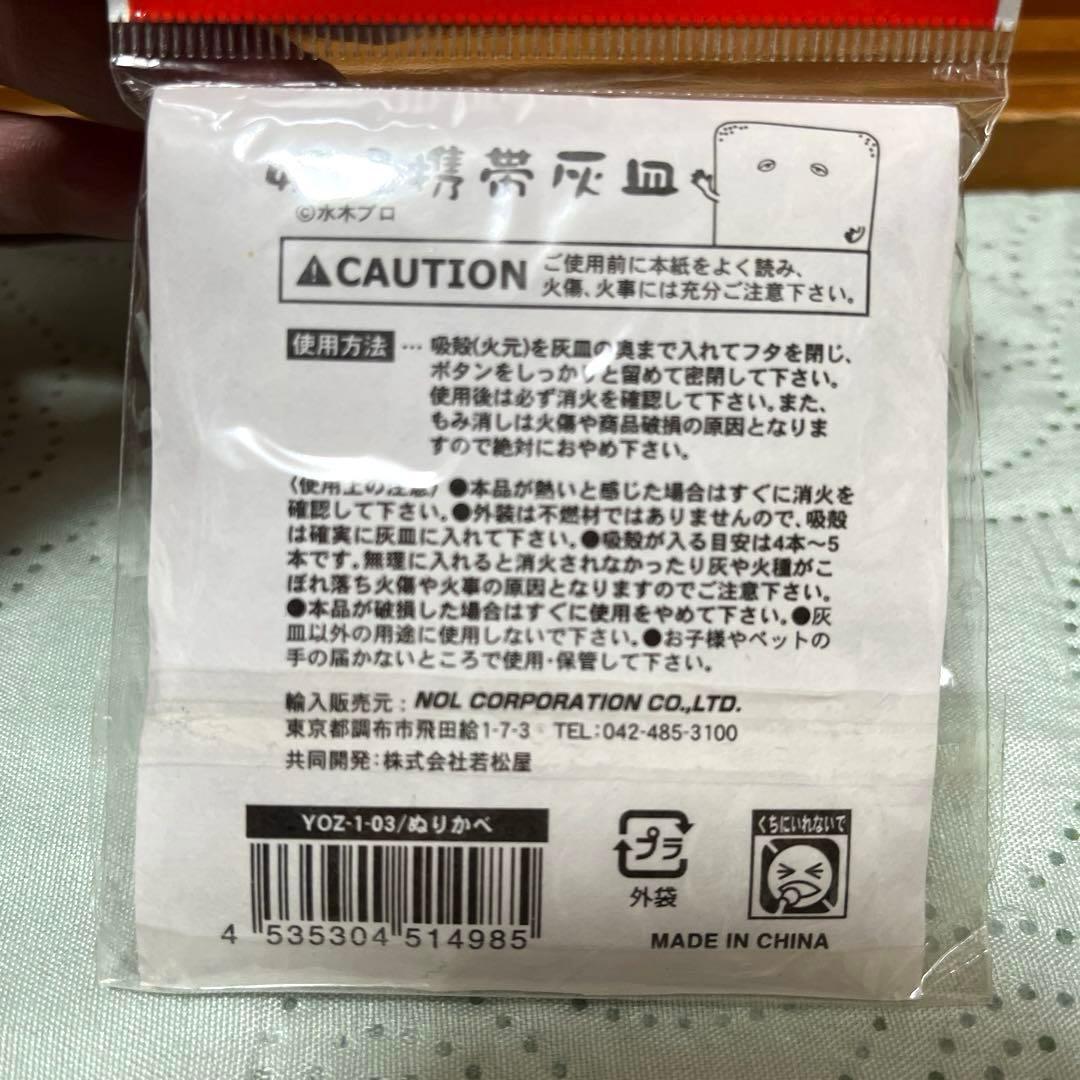 携帯灰皿
©水木プロ
CAUTION ご使用前に本紙をよく読み、
火傷、火事には充分ご注意下さい。
使用方法 … 吸殻(火元)を灰皿の奥まで入れてフタを閉じ、
ボタンをしっかりと留めて密閉して下さい。
使用後は必ず消火を確認して下さい。また、
もみ消しは火傷や商品破損の原因となりま
すので絶対におやめ下さい。
〈使用上の注意〉●本品が熱いと感じた場合はすぐに消火を
確認して下さい。●外装は不燃材ではありませんので、吸殻
は確実に灰皿に入れて下さい。●吸殻が入る目安は4本〜5
本です。無理に入れると消火されなかったり灰や火種がこ
ぼれ落ち火傷や火事の原因となりますのでご注意下さい。
●本品が破損した場合はすぐに使用をやめて下さい。●灰
皿以外の用途に使用しないで下さい。●お子様やペットの
手の届かないところで使用・保管して下さい。
輸入販売元：NOL CORPORATION CO.,LTD.
東京都調布市飛田給1-7-3 TEL:042-485-3100
共同開発:株式会社若松屋
YOZ-1-03/ぬりかべ
4 535304 514985
プラ
外袋
くちにいれないで
MADE IN CHINA